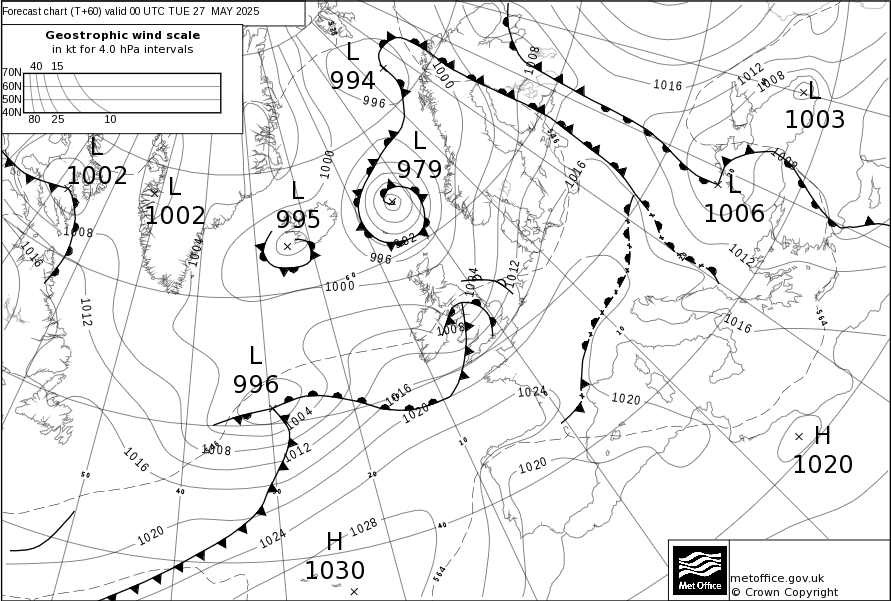 Forecast chart (T+60) valid 00 UTC TUE 27 MAY 2025
Geostrophic wind scale
in kt for 4.0 hPa intervals
40 15
70N
60N
50N
40N
80 25 10
L
994
996
1000
1008
1016
1012
1008
L
1003
L
1002
L
1002
1008
1016
1004
1012
1000
L
995
L
979
992
996
1000
60
546
1016
1008
L
1006
1012
1016
564
1004
1012
1008
L
996
1004
1016
1020
1008
1012
1016
1024
1020
10
10
20
30
40
50
40
1020
1020
1024
1028
H
1030
564
H
1020
Met Office
metoffice.gov.uk
© Crown Copyright